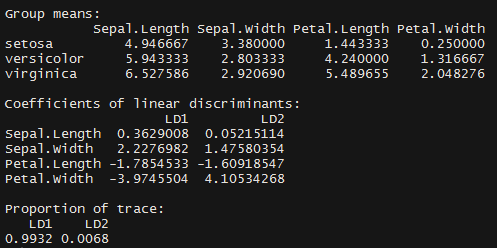 Group means:
Sepal.Length Sepal.Width Petal.Length Petal.Width
setosa 4.946667 3.380000 1.443333 0.250000
versicolor 5.943333 2.803333 4.240000 1.316667
virginica 6.527586 2.920690 5.489655 2.048276
Coefficients of linear discriminants:
LD1 LD2
Sepal.Length 0.3629008 0.05215114
Sepal.Width 2.2276982 1.47580354
Petal.Length -1.7854533 -1.60918547
Petal.Width -3.9745504 4.10534268
Proportion of trace:
LD1 LD2
0.9932 0.0068